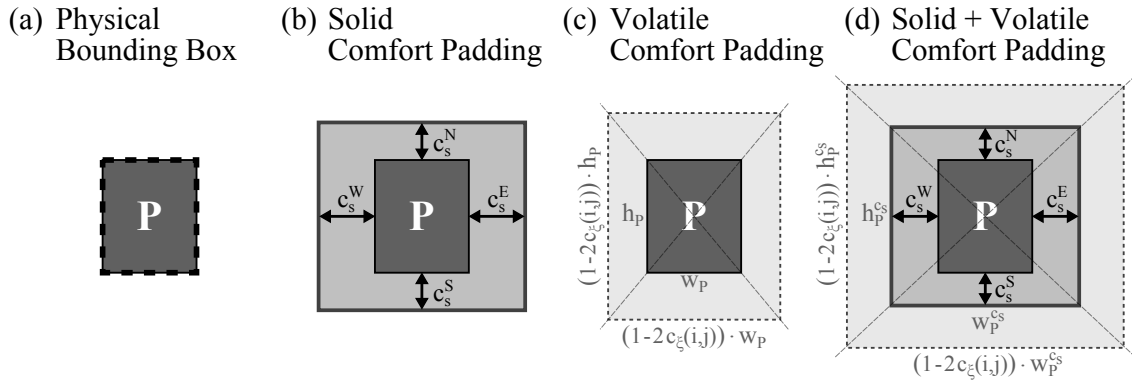 (a) Physical
Bounding Box
P
(b) Solid
Comfort Padding
c_s^N
c_s^W
P
c_s^E
c_s^S
(c) Volatile
Comfort Padding
(1-2c_ξ(i,j)) · h_P
h_P
P
w_P
(1-2c_ξ(i,j)) · w_P
(d) Solid + Volatile
Comfort Padding
(1-2c_ξ(i,j)) · h_P^{c_s}
h_P^{c_s}
c_s^N
c_s^W
P
c_s^E
c_s^S
w_P^{c_s}
(1-2c_ξ(i,j)) · w_P^{c_s}